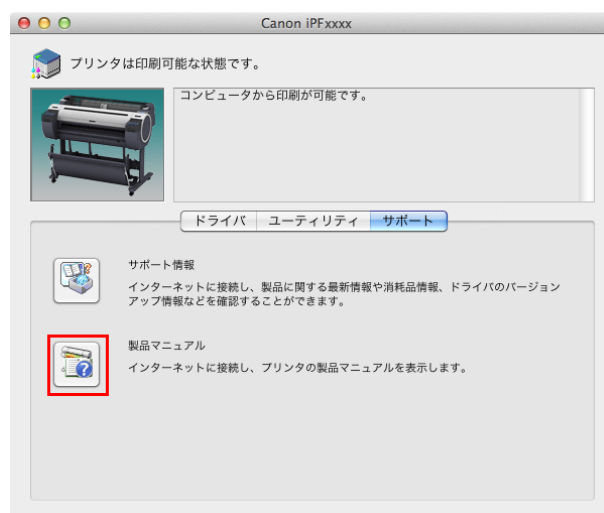 Canon iPFxxxx
プリンタは印刷可能な状態です。
コンピュータから印刷が可能です。
ドライバ ユーティリティ サポート
サポート情報
インターネットに接続し、製品に関する最新情報や消耗品情報、ドライバのバージョン
アップ情報などを確認することができます。
製品マニュアル
インターネットに接続し、プリンタの製品マニュアルを表示します。